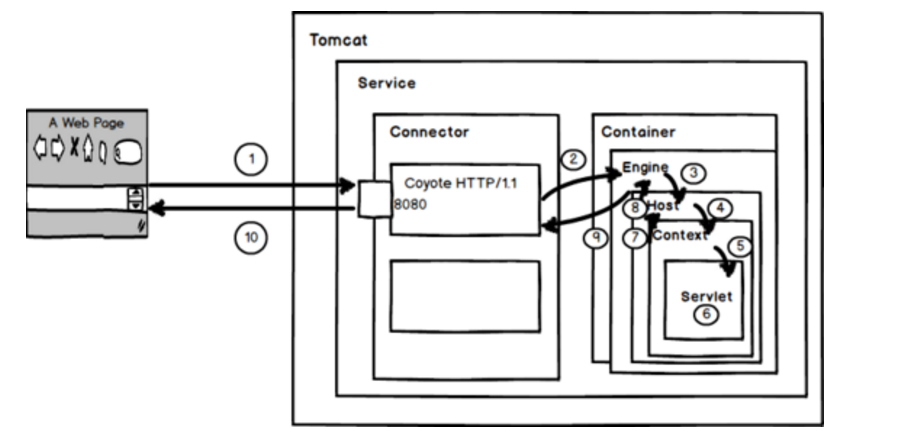 Tomcat
Service
A Web Page
Connector
Container
1
Coyote HTTP/1.1
8080
2
Engine
3
8
Host
4
10
9
7
Context
5
Servlet
6